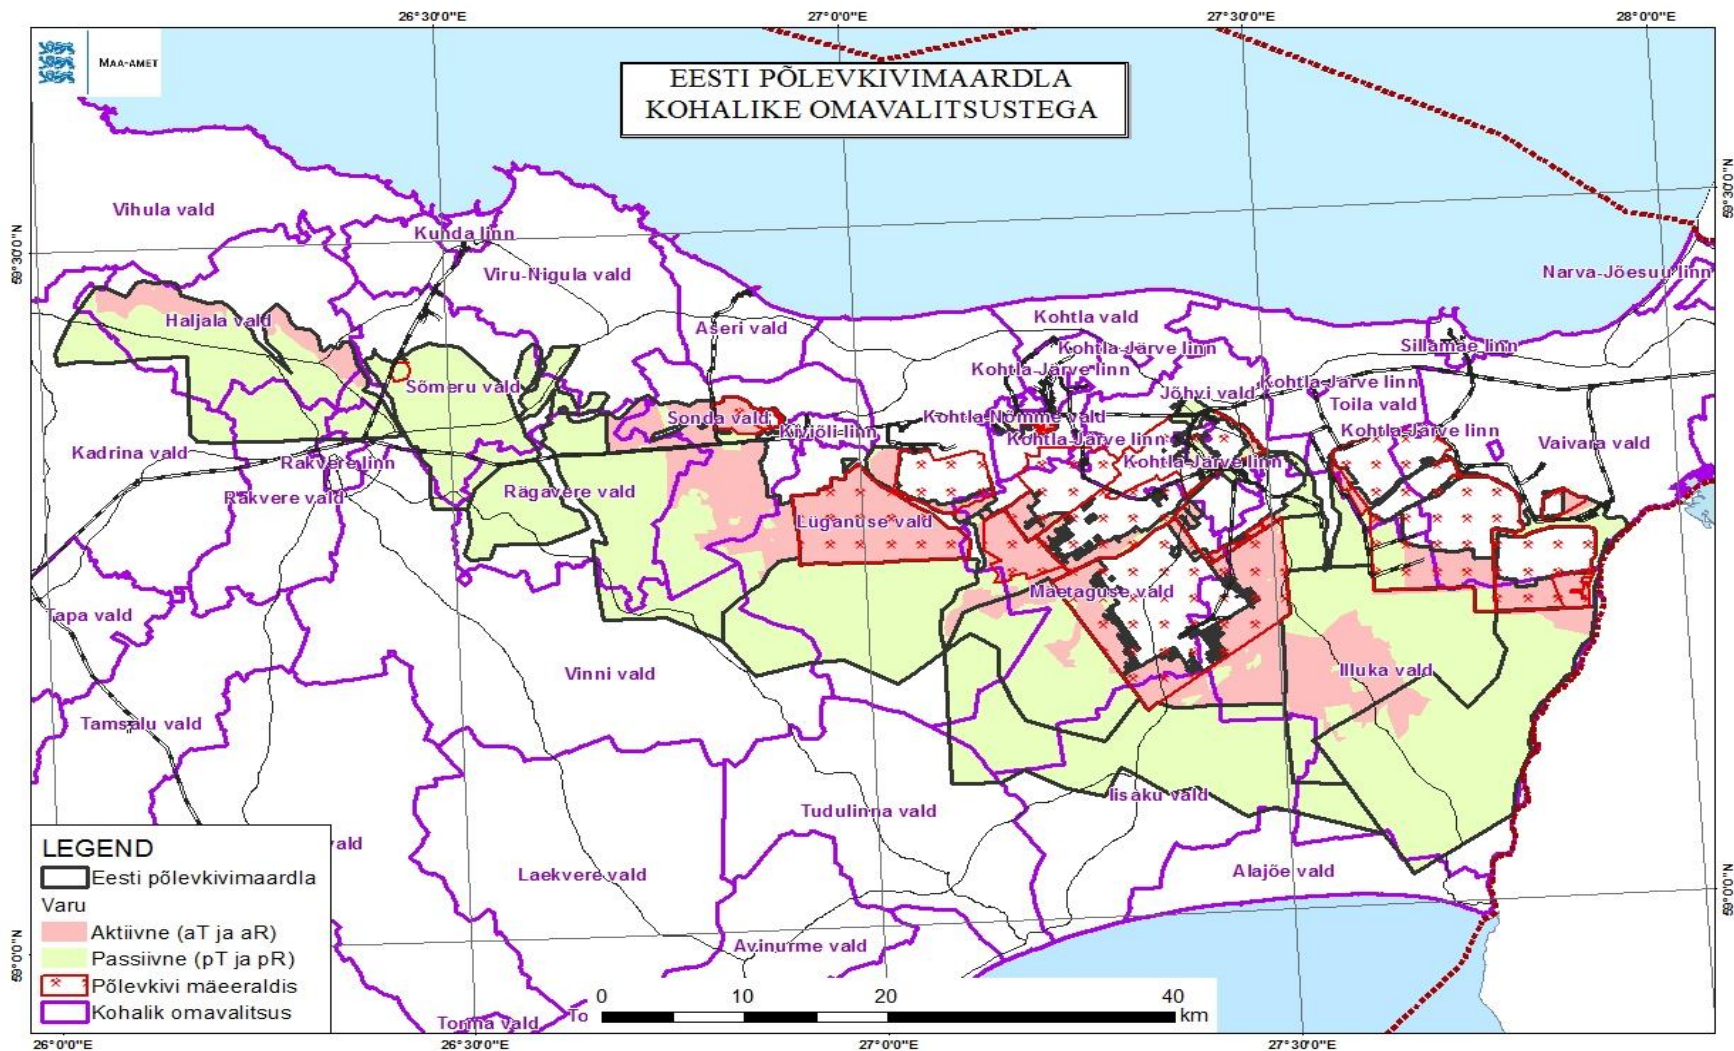 26°30'0"E
27°0'0"E
27°30'0"E
28°0'0"E
MAA-AMET
EESTI PÕLEVKIVIMAARDLA
KOHALIKE OMAVALITSUSTEGA
59°30'0"N
59°30'0"N
Vihula vald
Kunda linn
Viru-Nigula vald
Narva-Jõesuu linn
Haljala vald
Aseri vald
Kohtla vald
Kohtla-Järve linn
Sillamäe linn
Kohtla-Järve linn
Sõmeru vald
Jõhvi vald
Kohtla-Järve linn
Toila vald
Sonda vald
Kohtla-Nõmme vald
Kiviõli linn
Kohtla-Järve linn
Kohtla-Järve linn
Vaivara vald
Kadrina vald
Rakvere linn
Kohtla-Järve linn
Rakvere vald
Rägavere vald
Lüganuse vald
Mäetaguse vald
Tapa vald
Vinni vald
Illuka vald
Tamsalu vald
Iisaku vald
Tudulinna vald
Laekvere vald
Alajõe vald
Avinurme vald
Torma vald
To
vald
LEGEND
Eesti põlevkivimaardla
Varu
Aktiivne (aT ja aR)
Passiivne (pT ja pR)
Põlevkivi mäeeraldis
Kohalik omavalitsus
0 10 20 40
km
59°0'0"N
59°0'0"N
26°0'0"E
26°30'0"E
27°0'0"E
27°30'0"E